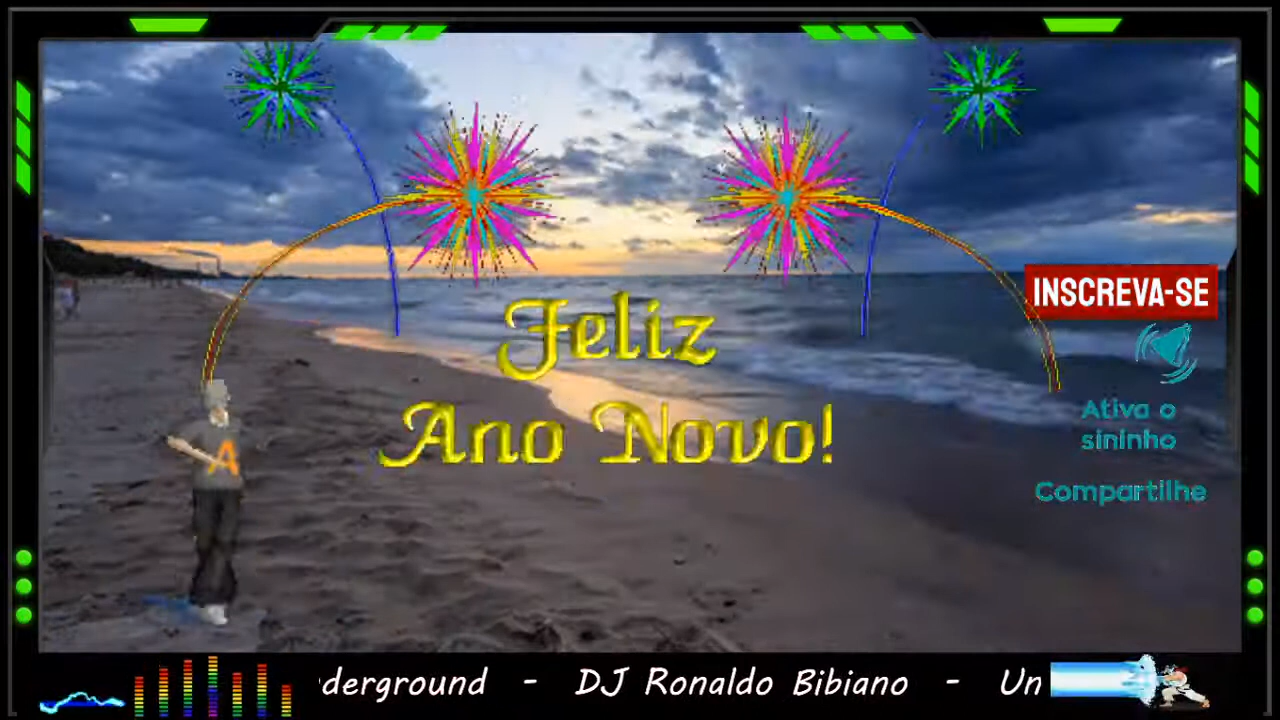 Feliz
Ano Novo!
INSCREVA-SE
Ativa o
sininho
Compartilhe
A
derground - DJ Ronaldo Bibiano - Un